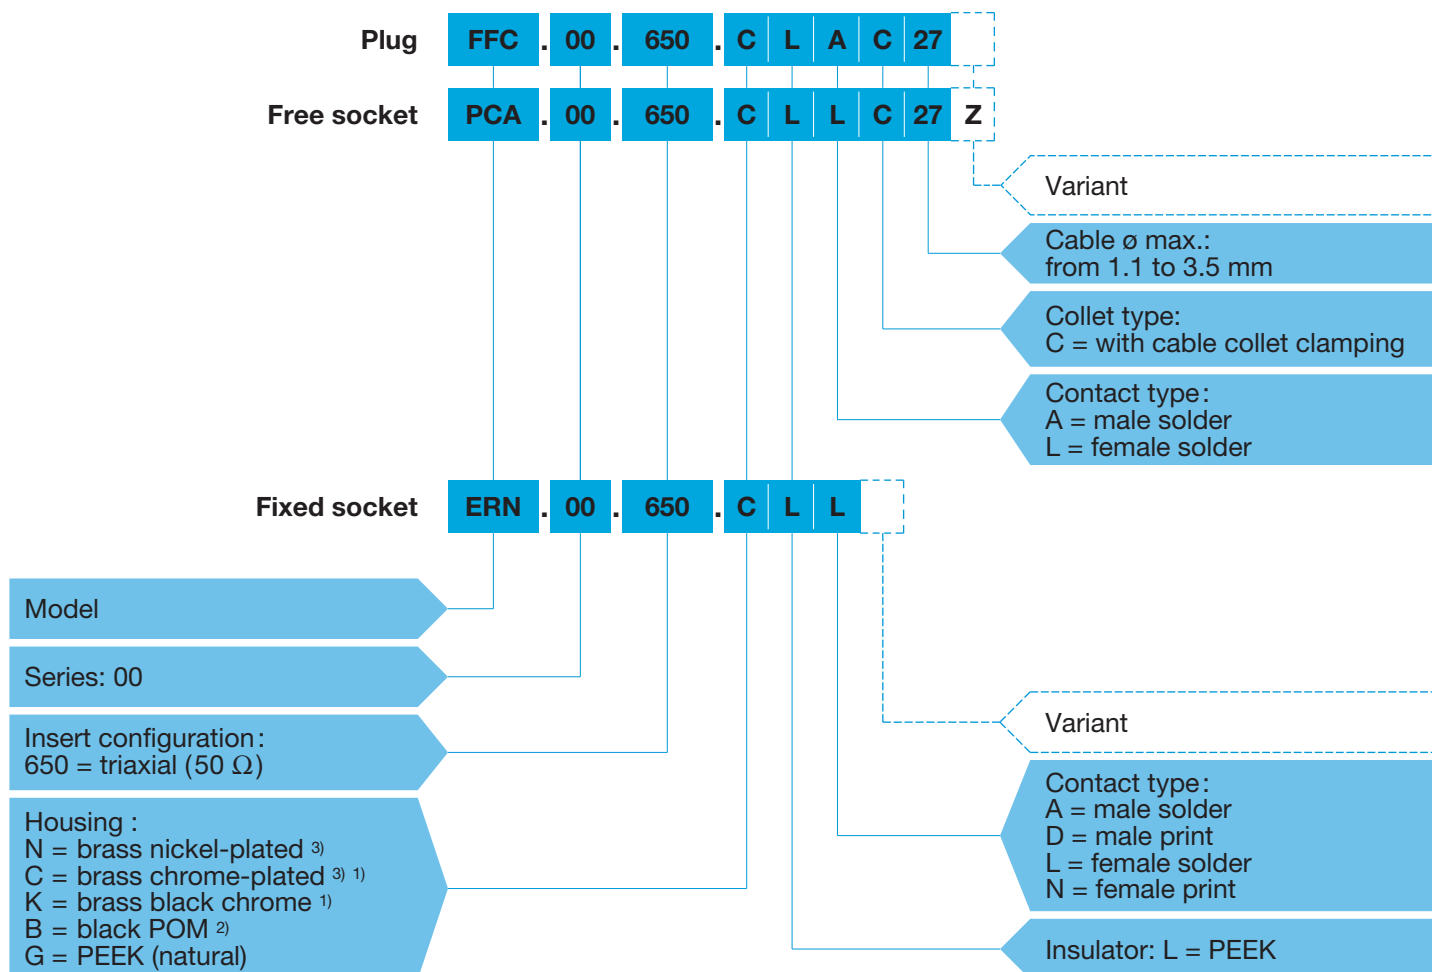 Plug FFC . 00 . 650 . C L A C 27
Free socket PCA . 00 . 650 . C L L C 27 Z
Variant
Cable ø max.:
from 1.1 to 3.5 mm
Collet type:
C = with cable collet clamping
Contact type:
A = male solder
L = female solder
Fixed socket ERN . 00 . 650 . C L L
Model
Series: 00
Insert configuration:
650 = triaxial (50 Ω)
Housing :
N = brass nickel-plated 3)
C = brass chrome-plated 3) 1)
K = brass black chrome 1)
B = black POM 2)
G = PEEK (natural)
Variant
Contact type:
A = male solder
D = male print
L = female solder
N = female print
Insulator: L = PEEK